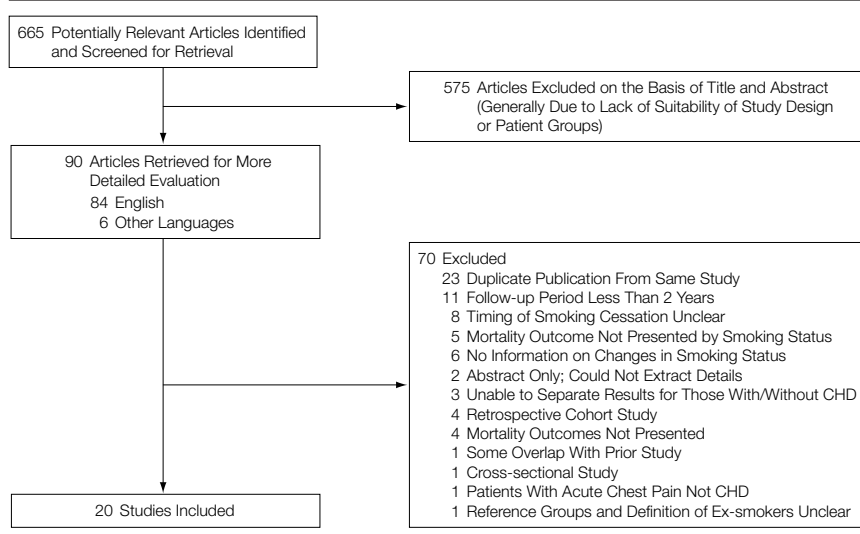 665 Potentially Relevant Articles Identified
and Screened for Retrieval
575 Articles Excluded on the Basis of Title and Abstract
(Generally Due to Lack of Suitability of Study Design
or Patient Groups)
90 Articles Retrieved for More
Detailed Evaluation
84 English
6 Other Languages
70 Excluded
23 Duplicate Publication From Same Study
11 Follow-up Period Less Than 2 Years
8 Timing of Smoking Cessation Unclear
5 Mortality Outcome Not Presented by Smoking Status
6 No Information on Changes in Smoking Status
2 Abstract Only; Could Not Extract Details
3 Unable to Separate Results for Those With/Without CHD
4 Retrospective Cohort Study
4 Mortality Outcomes Not Presented
1 Some Overlap With Prior Study
1 Cross-sectional Study
1 Patients With Acute Chest Pain Not CHD
1 Reference Groups and Definition of Ex-smokers Unclear
20 Studies Included